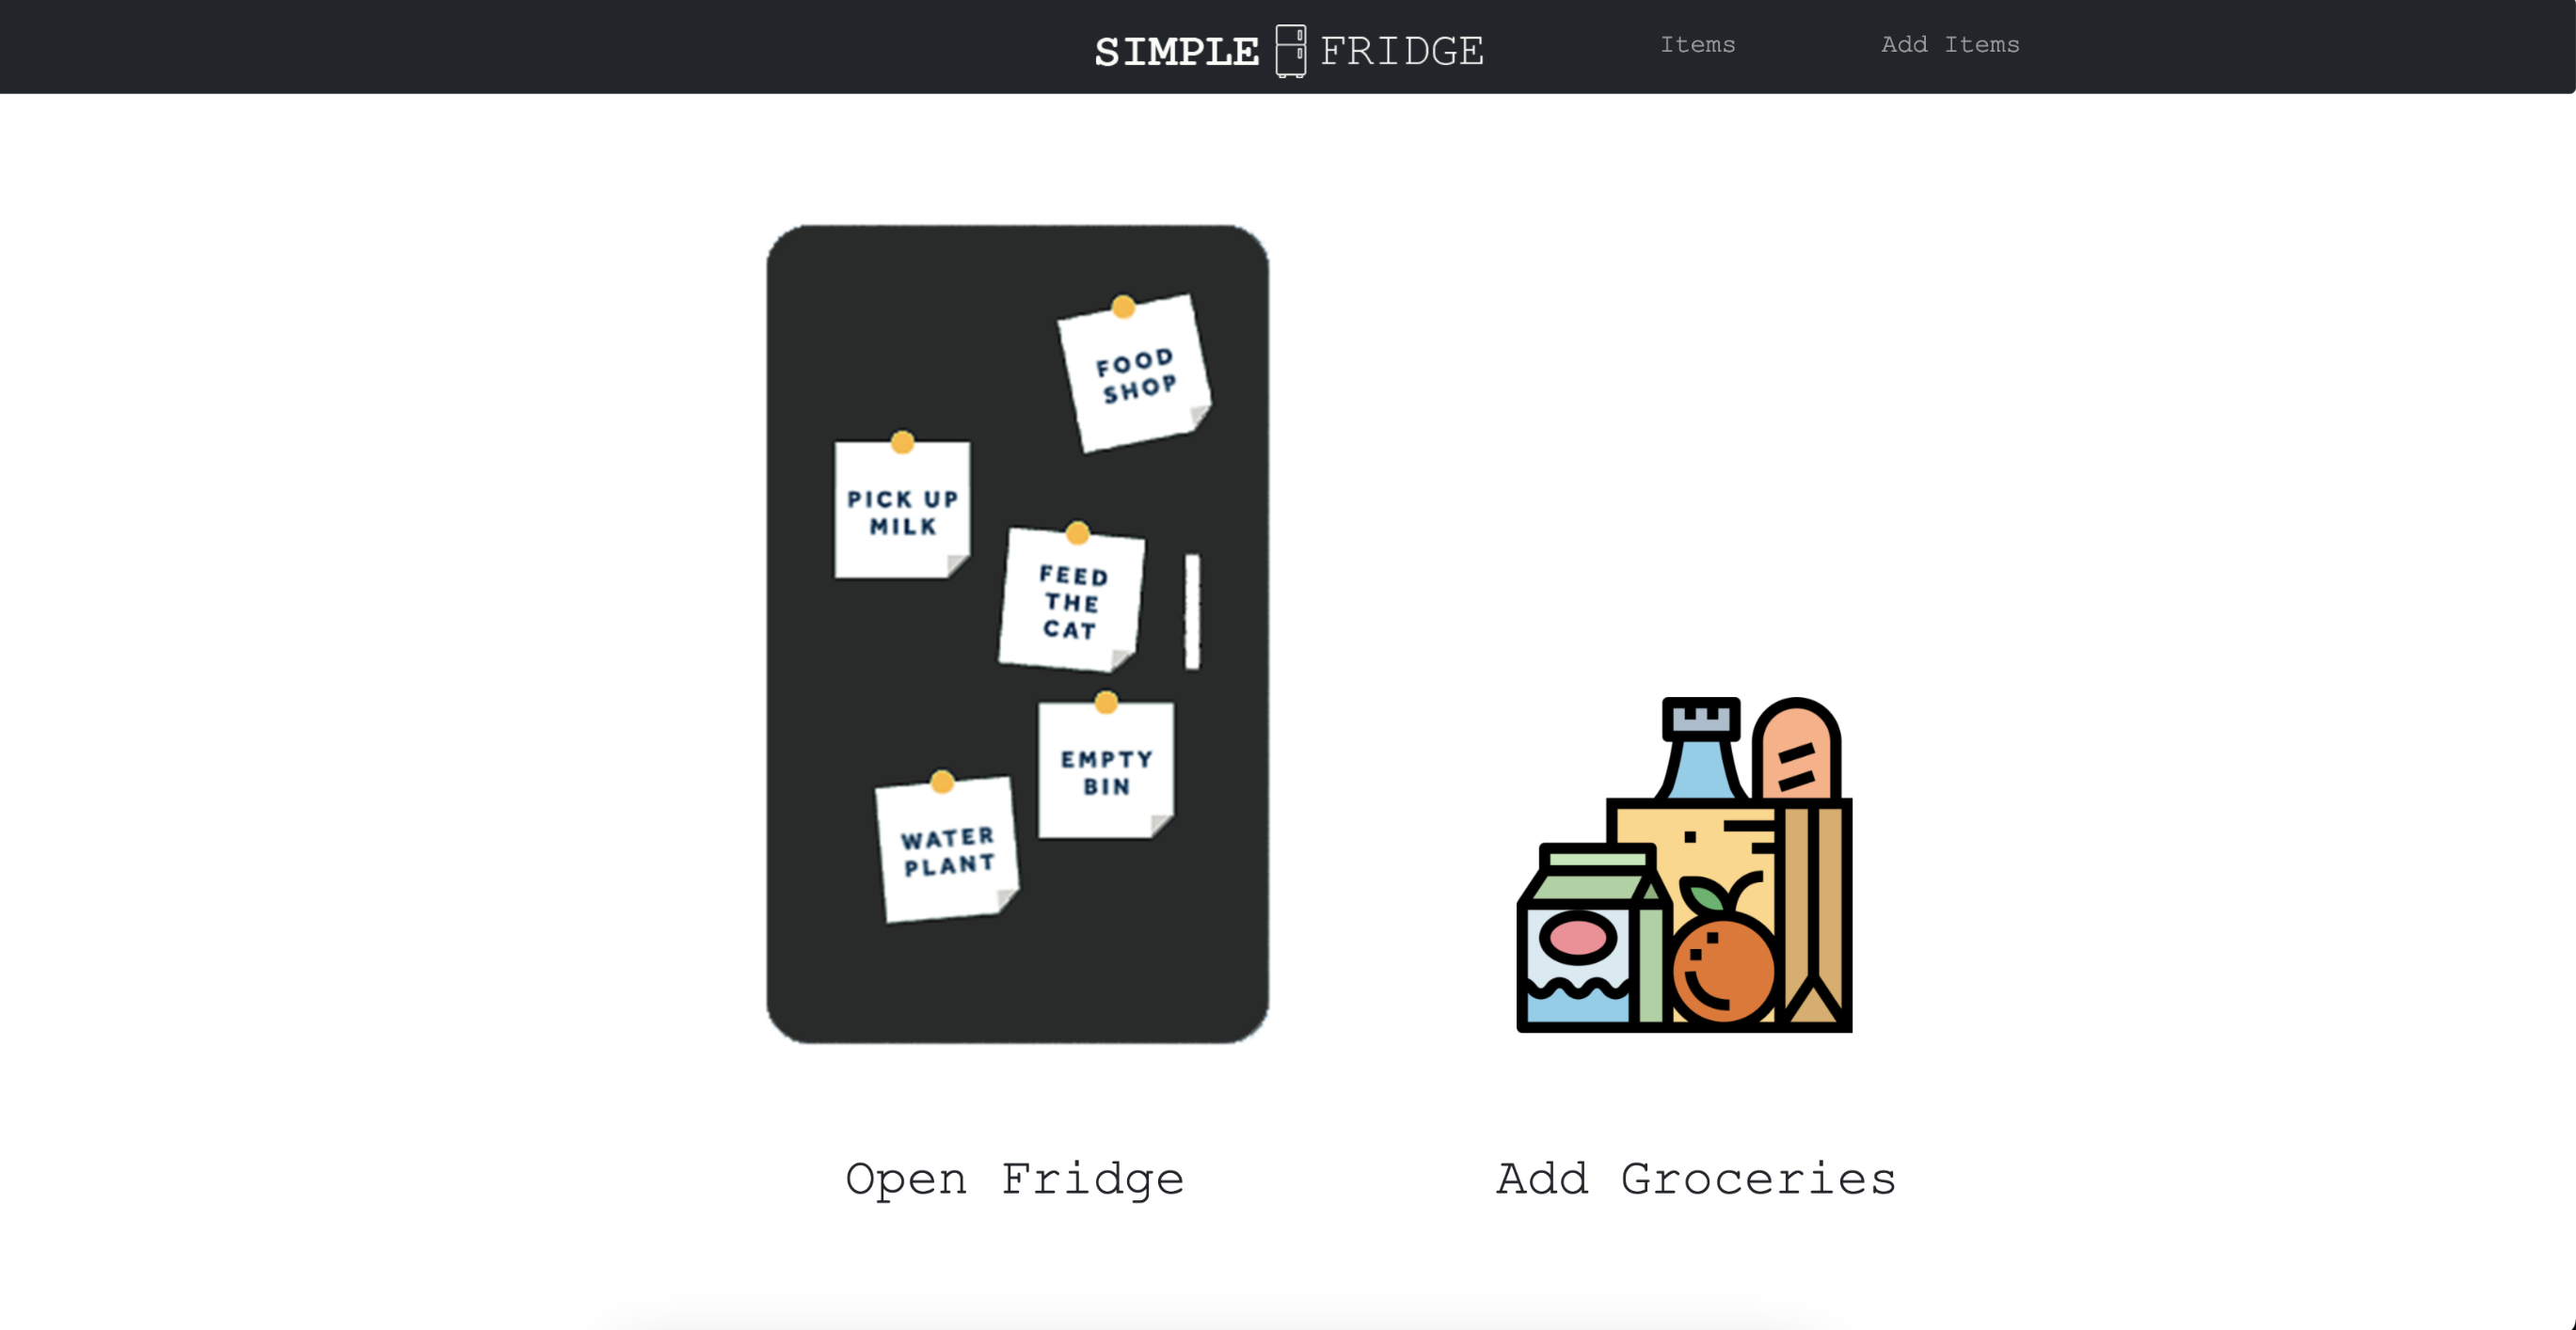 SIMPLE FRIDGE
Items
Add Items
FOOD
SHOP
PICK UP
MILK
FEED
THE
CAT
EMPTY
BIN
WATER
PLANT
Open Fridge
Add Groceries